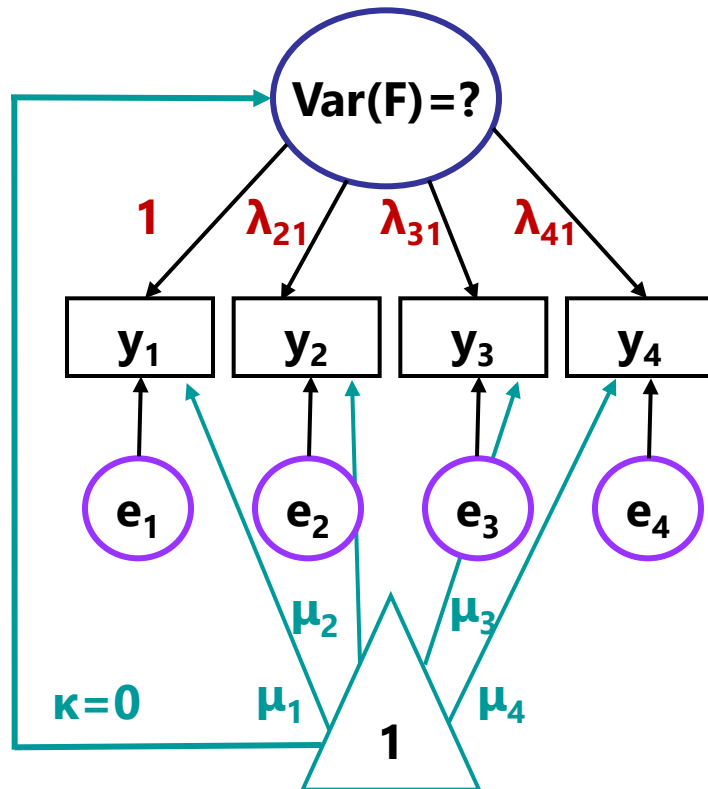 Var(F)=?
1 λ₂₁ λ₃₁ λ₄₁
y₁ y₂ y₃ y₄
e₁ e₂ e₃ e₄
μ₂ μ₃
κ=0 μ₁ μ₄
1